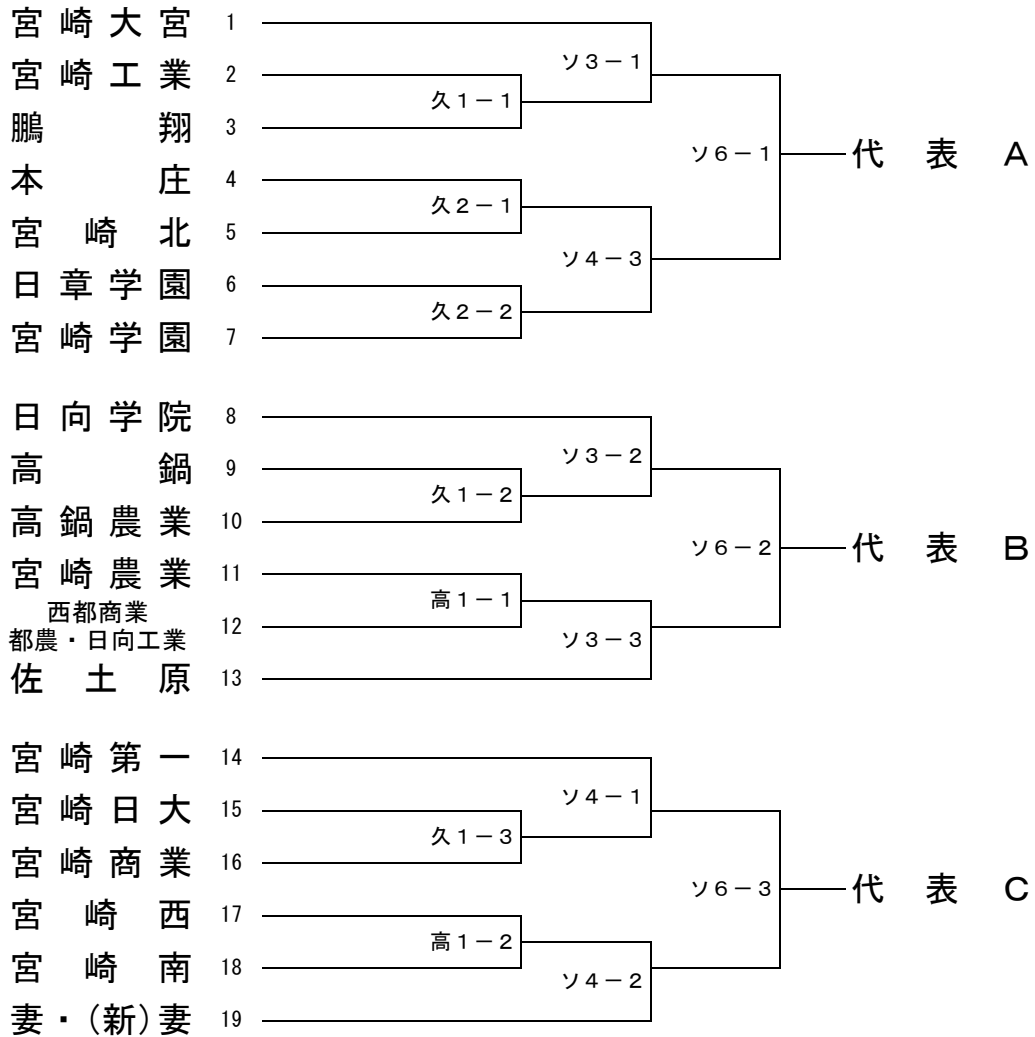 宮崎大宮 1
ソ3－1
宮崎工業 2
久1－1
鵬翔 3
ソ6－1 代表A
本庄 4
久2－1
宮崎北 5
ソ4－3
日章学園 6
久2－2
宮崎学園 7
日向学院 8
ソ3－2
高鍋 9
久1－2
高鍋農業 10
ソ6－2 代表B
宮崎農業 11
高1－1
西都商業
都農・日向工業 12
ソ3－3
佐土原 13
宮崎第一 14
ソ4－1
宮崎日大 15
久1－3
宮崎商業 16
ソ6－3 代表C
宮崎西 17
高1－2
宮崎南 18
ソ4－2
妻・(新)妻 19